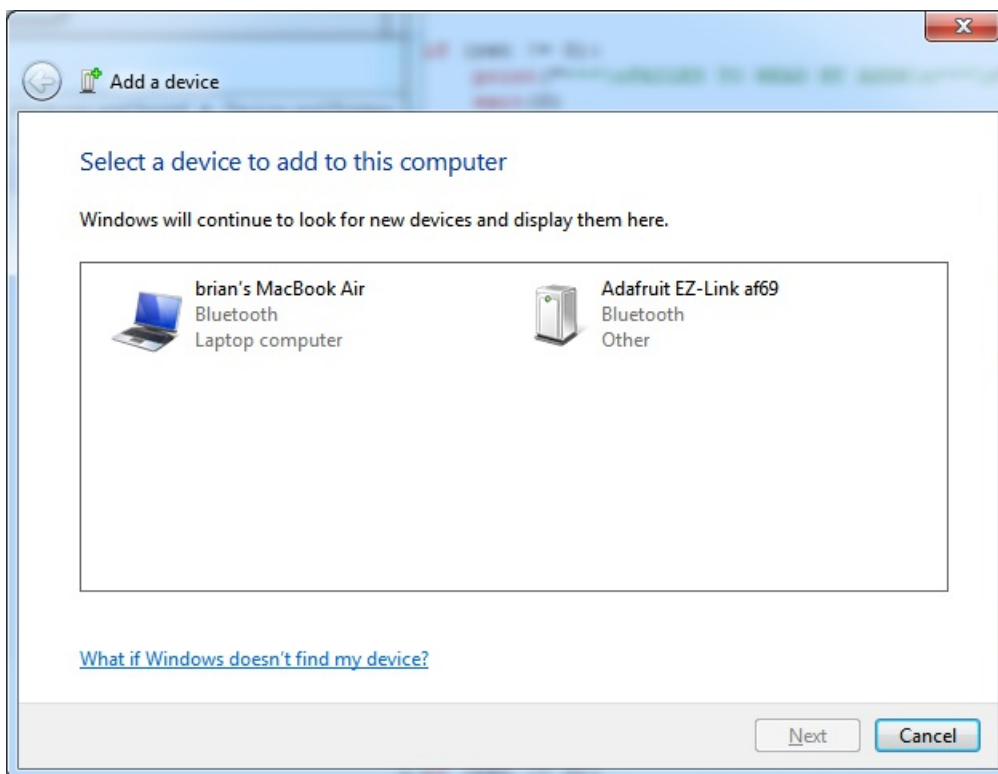 Add a device
Select a device to add to this computer
Windows will continue to look for new devices and display them here.
brian's MacBook Air
Bluetooth
Laptop computer
Adafruit EZ-Link af69
Bluetooth
Other
What if Windows doesn't find my device?
Next
Cancel